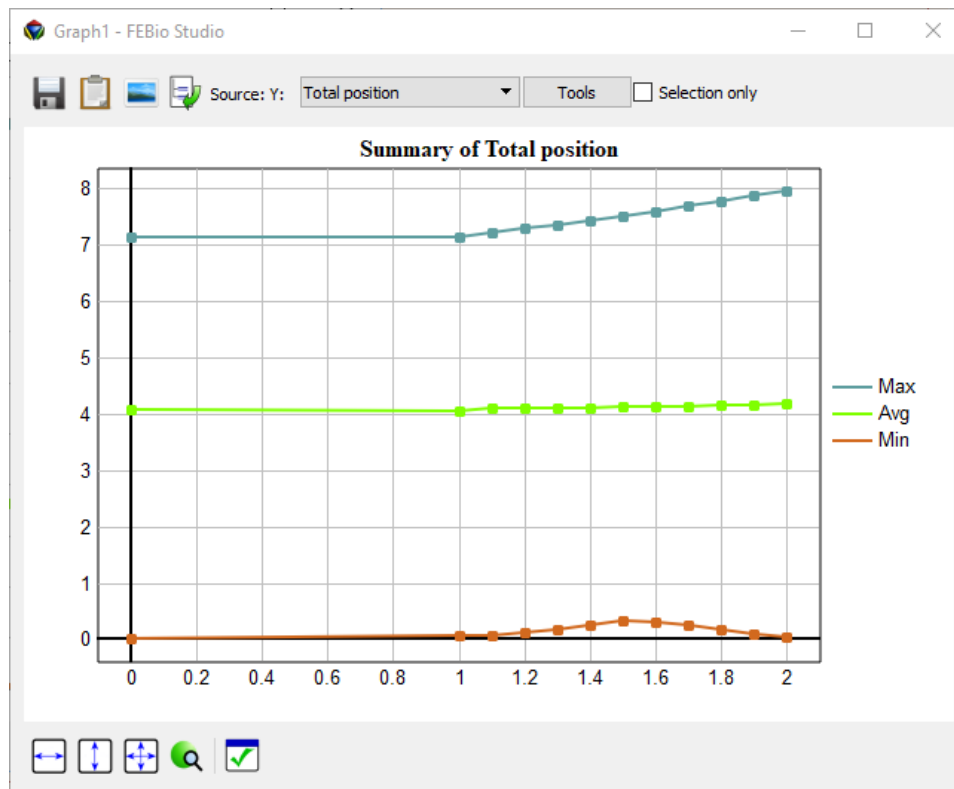 Graph1 - FEBio Studio
Source: Y: Total position Tools Selection only
Summary of Total position
8
7
6
5
4
3
2
1
0
0 0.2 0.4 0.6 0.8 1 1.2 1.4 1.6 1.8 2
Max
Avg
Min